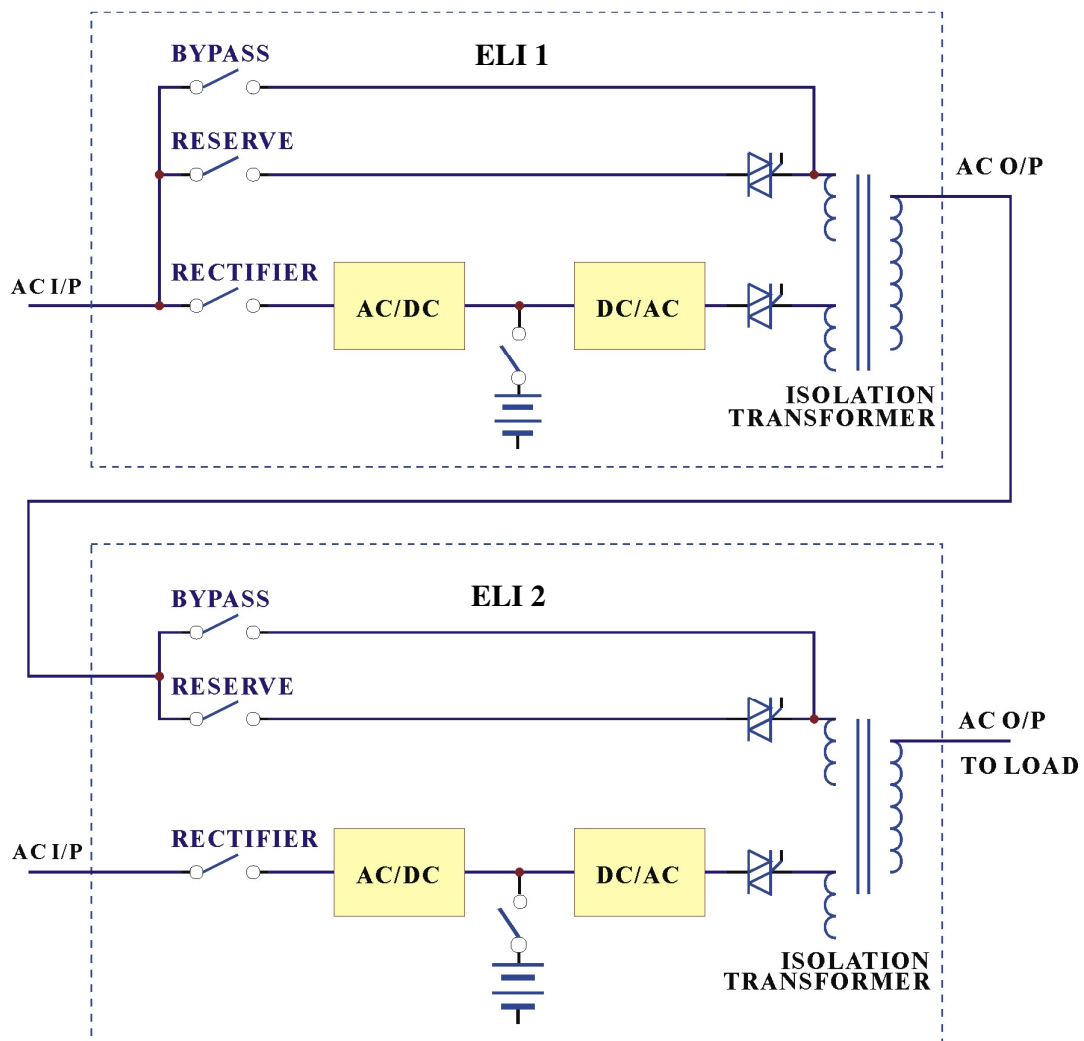 BYPASS
ELI 1
RESERVE
AC O/P
RECTIFIER
AC I/P
AC/DC
DC/AC
ISOLATION
TRANSFORMER
BYPASS
ELI 2
RESERVE
AC O/P
TO LOAD
RECTIFIER
AC I/P
AC/DC
DC/AC
ISOLATION
TRANSFORMER